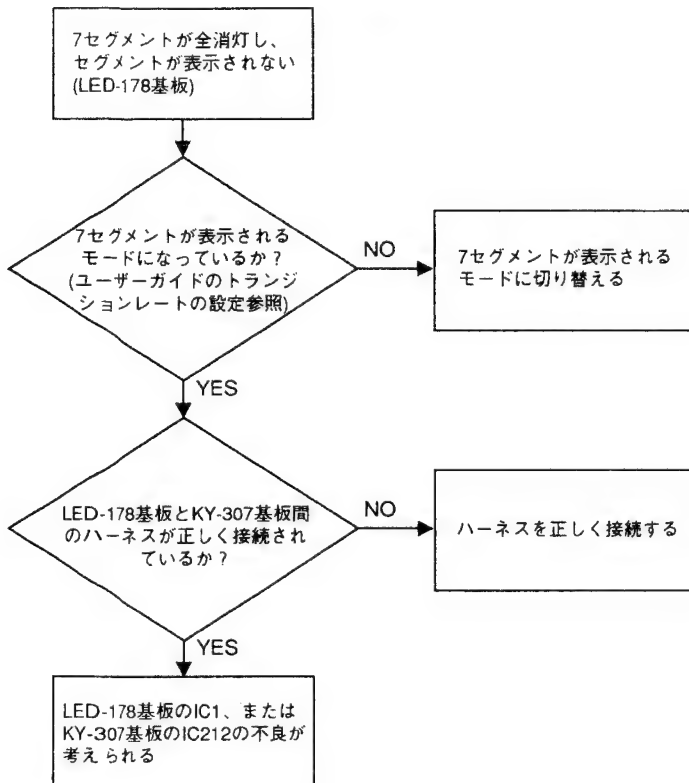 7セグメントが全消灯し、
セグメントが表示されない
(LED-178基板)
7セグメントが表示される
モードになっているか？
(ユーザーガイドのトランジ
ションレートの設定参照)
NO
7セグメントが表示される
モードに切り替える
YES
LED-178基板とKY-307基板間
のハーネスが正しく接続され
ているか？
NO
ハーネスを正しく接続する
YES
LED-178基板のIC1、または
KY-307基板のIC212の不良が
考えられる